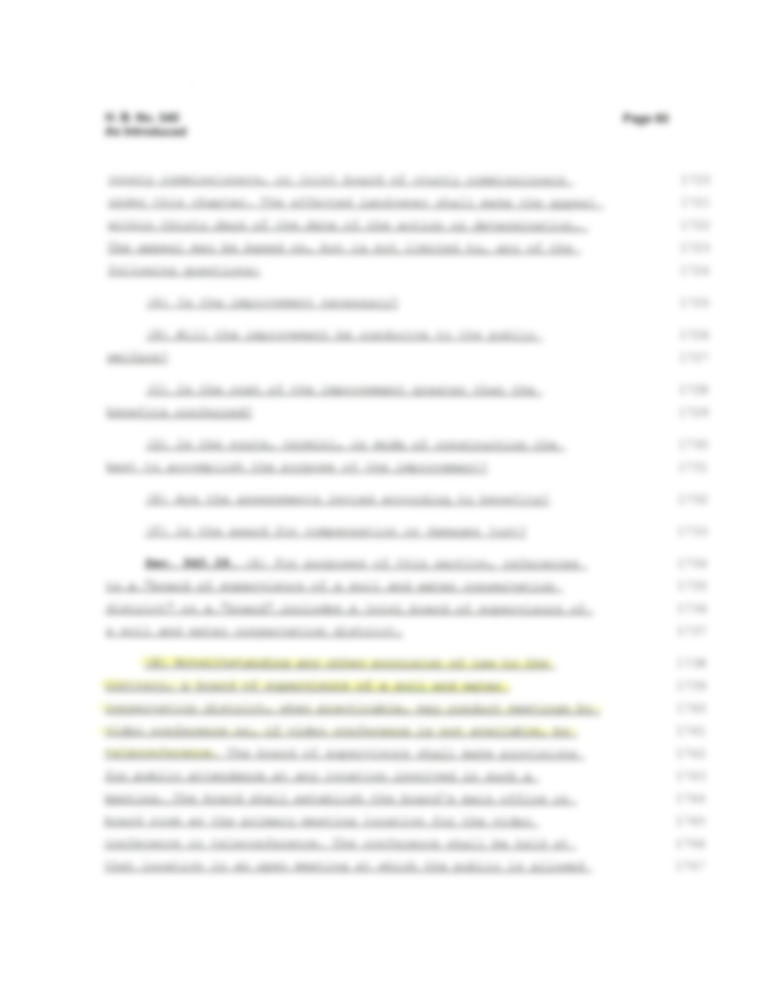 H. B. No. 340 Page 60
As Introduced
county commissioners, or joint board of county commissioners 1720
under this chapter. The affected landowner shall make the appeal 1721
within thirty days of the date of the action or determination. 1722
The appeal may be based on, but is not limited to, any of the 1723
following questions: 1724
(A) Is the improvement necessary? 1725
(B) Will the improvement be conducive to the public 1726
welfare? 1727
(C) Is the cost of the improvement greater than the 1728
benefits conferred? 1729
(D) Is the route, termini, or mode of construction the 1730
best to accomplish the purpose of the improvement? 1731
(E) Are the assessments levied according to benefits? 1732
(F) Is the award for compensation or damages just? 1733
Sec. (A) For purposes of this section, references 1734
to a "board of supervisors of a soil and water conservation 1735
district" or a "board" includes a joint board of supervisors of 1736
a soil and water conservation district. 1737
(B) Notwithstanding any other provision of law to the 1738
contrary, a board of supervisors of a soil and water 1739
conservation district, when practicable, may conduct meetings by 1740
video conference or, if video conference is not available, by 1741
teleconference. The board of supervisors shall make provisions 1742
for public attendance at any location involved in such a 1743
meeting. The board shall establish the board's main office or 1744
board room as the primary meeting location for the video 1745
conference or teleconference. The conference shall be held at 1746
that location in an open meeting at which the public is allowed 1747